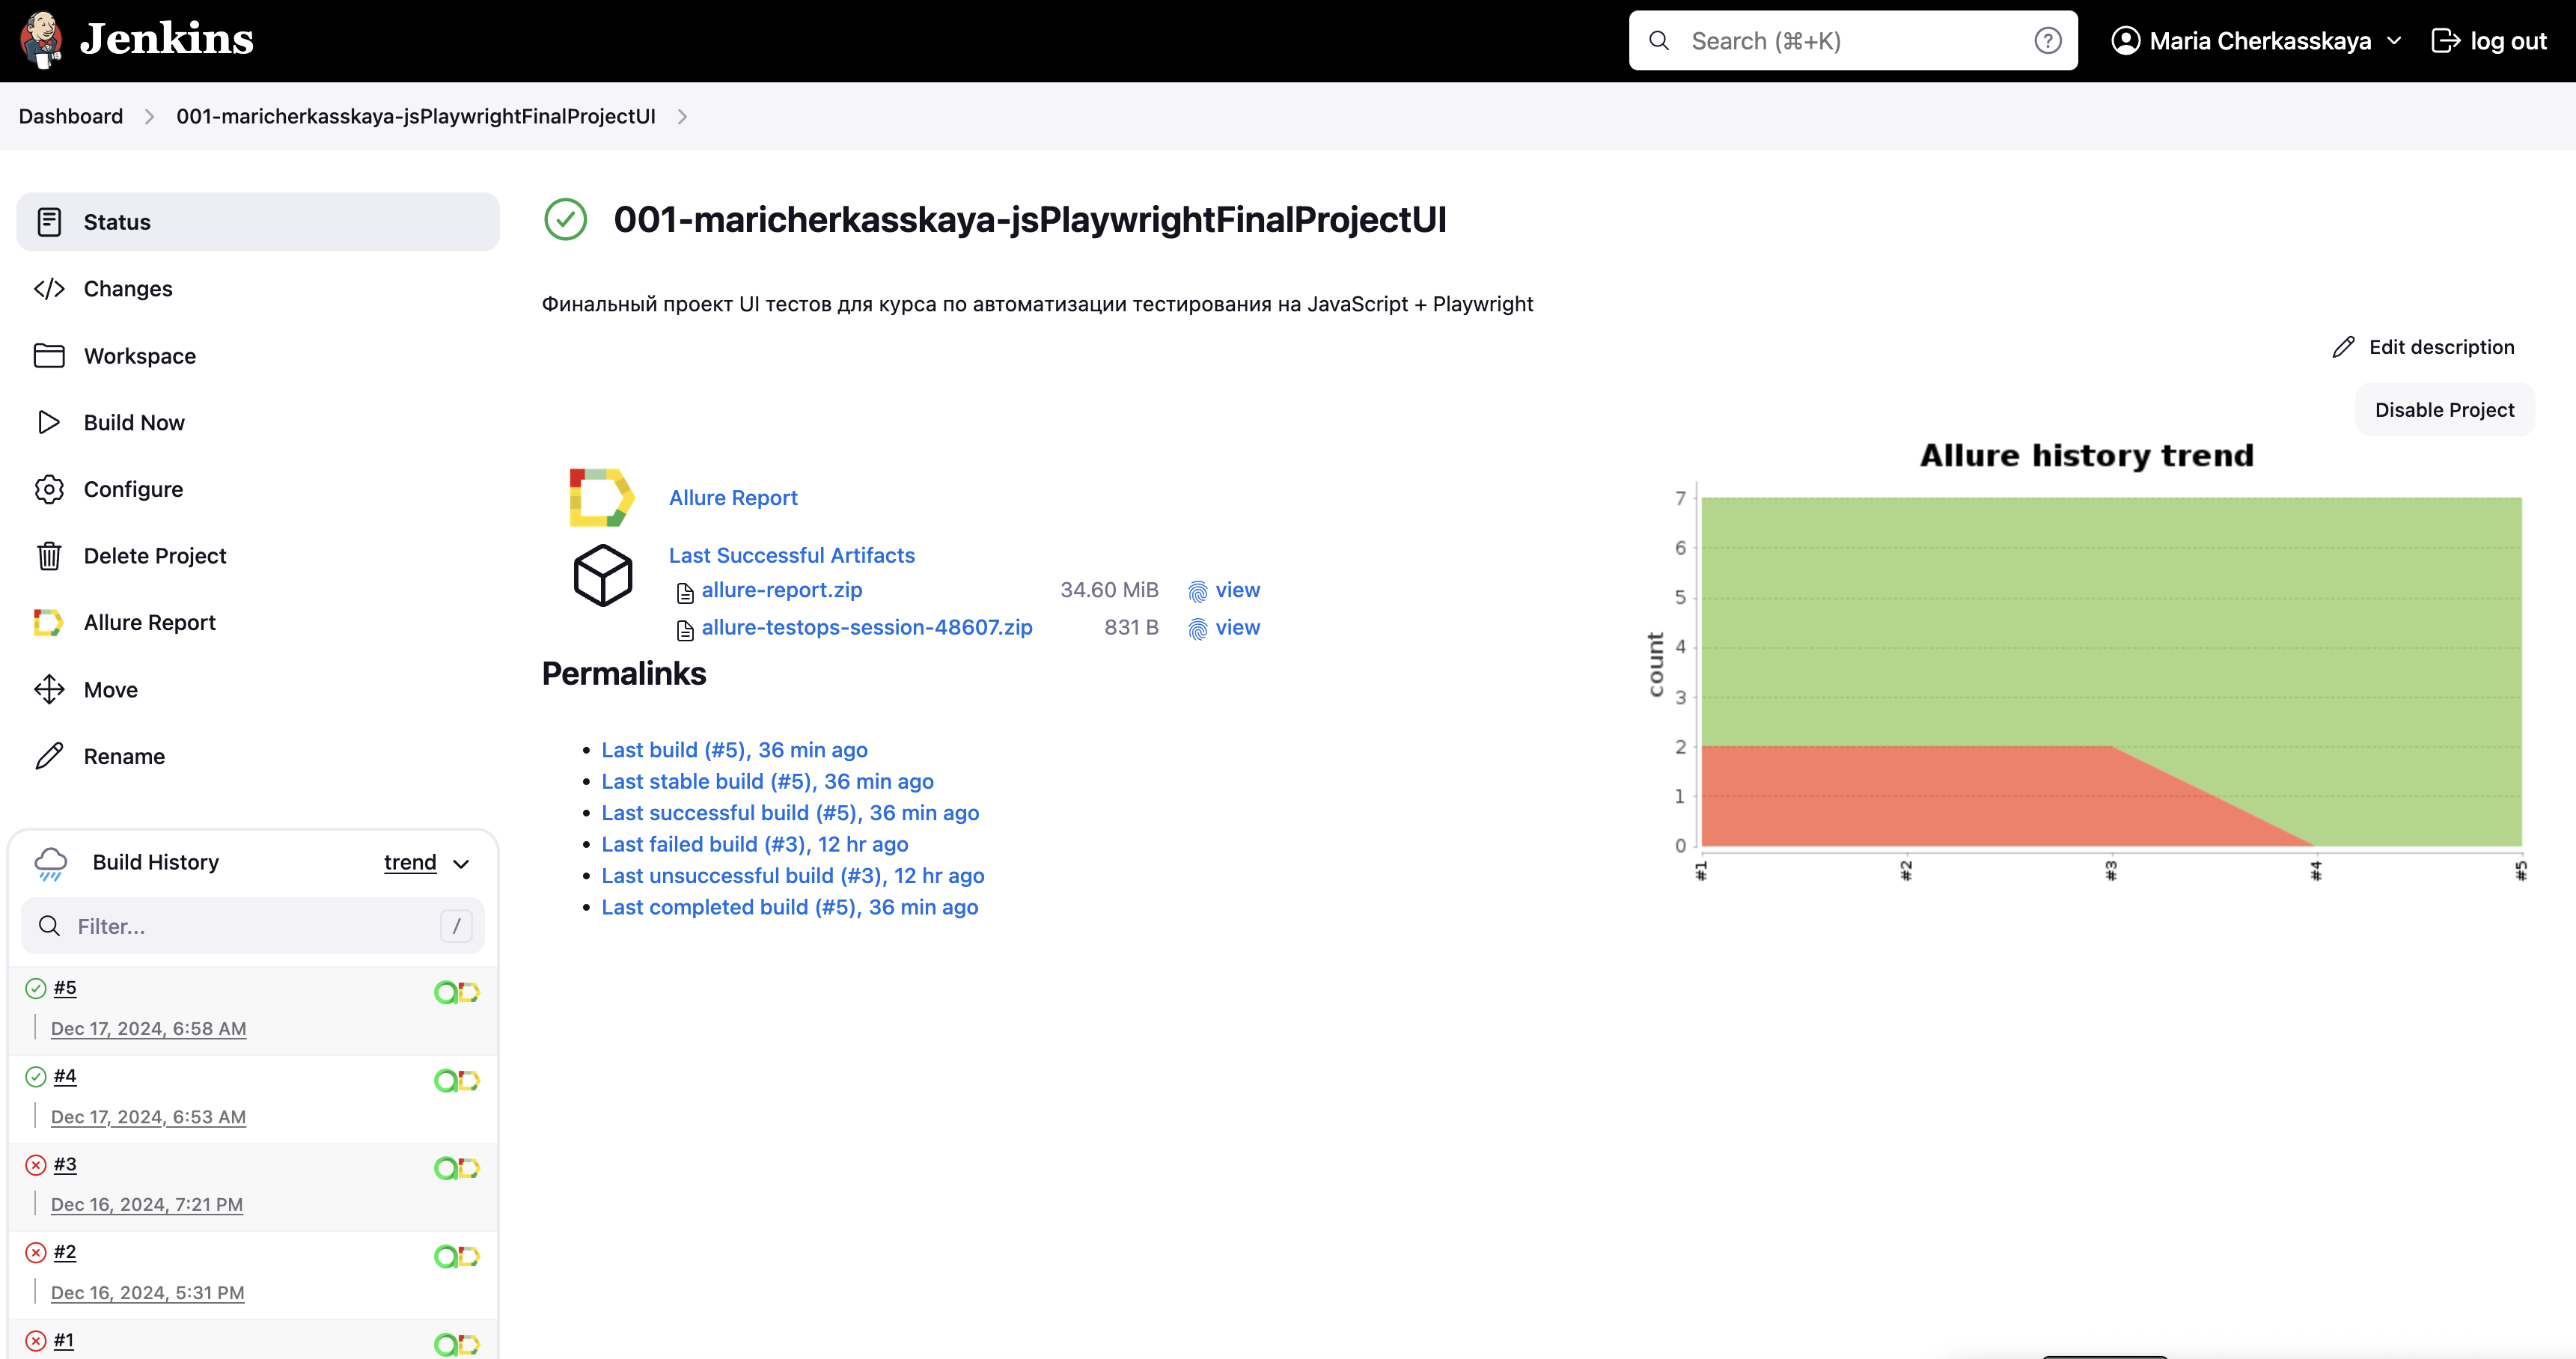 Jenkins
Search (⌘+K)
Maria Cherkasskaya
log out
Dashboard
001-maricherkasskaya-jsPlaywrightFinalProjectUI
Status
Changes
Workspace
Build Now
Configure
Delete Project
Allure Report
Move
Rename
Build History
trend
Filter...
/
#5
Dec 17, 2024, 6:58 AM
#4
Dec 17, 2024, 6:53 AM
#3
Dec 16, 2024, 7:21 PM
#2
Dec 16, 2024, 5:31 PM
#1
001-maricherkasskaya-jsPlaywrightFinalProjectUI
Финальный проект UI тестов для курса по автоматизации тестирования на JavaScript + Playwright
Edit description
Disable Project
Allure Report
Last Successful Artifacts
allure-report.zip 34.60 MiB view
allure-testops-session-48607.zip 831 B view
Permalinks
Last build (#5), 36 min ago
Last stable build (#5), 36 min ago
Last successful build (#5), 36 min ago
Last failed build (#3), 12 hr ago
Last unsuccessful build (#3), 12 hr ago
Last completed build (#5), 36 min ago
Allure history trend
count
7
6
5
4
3
2
1
0
#1
#2
#3
#4
#5